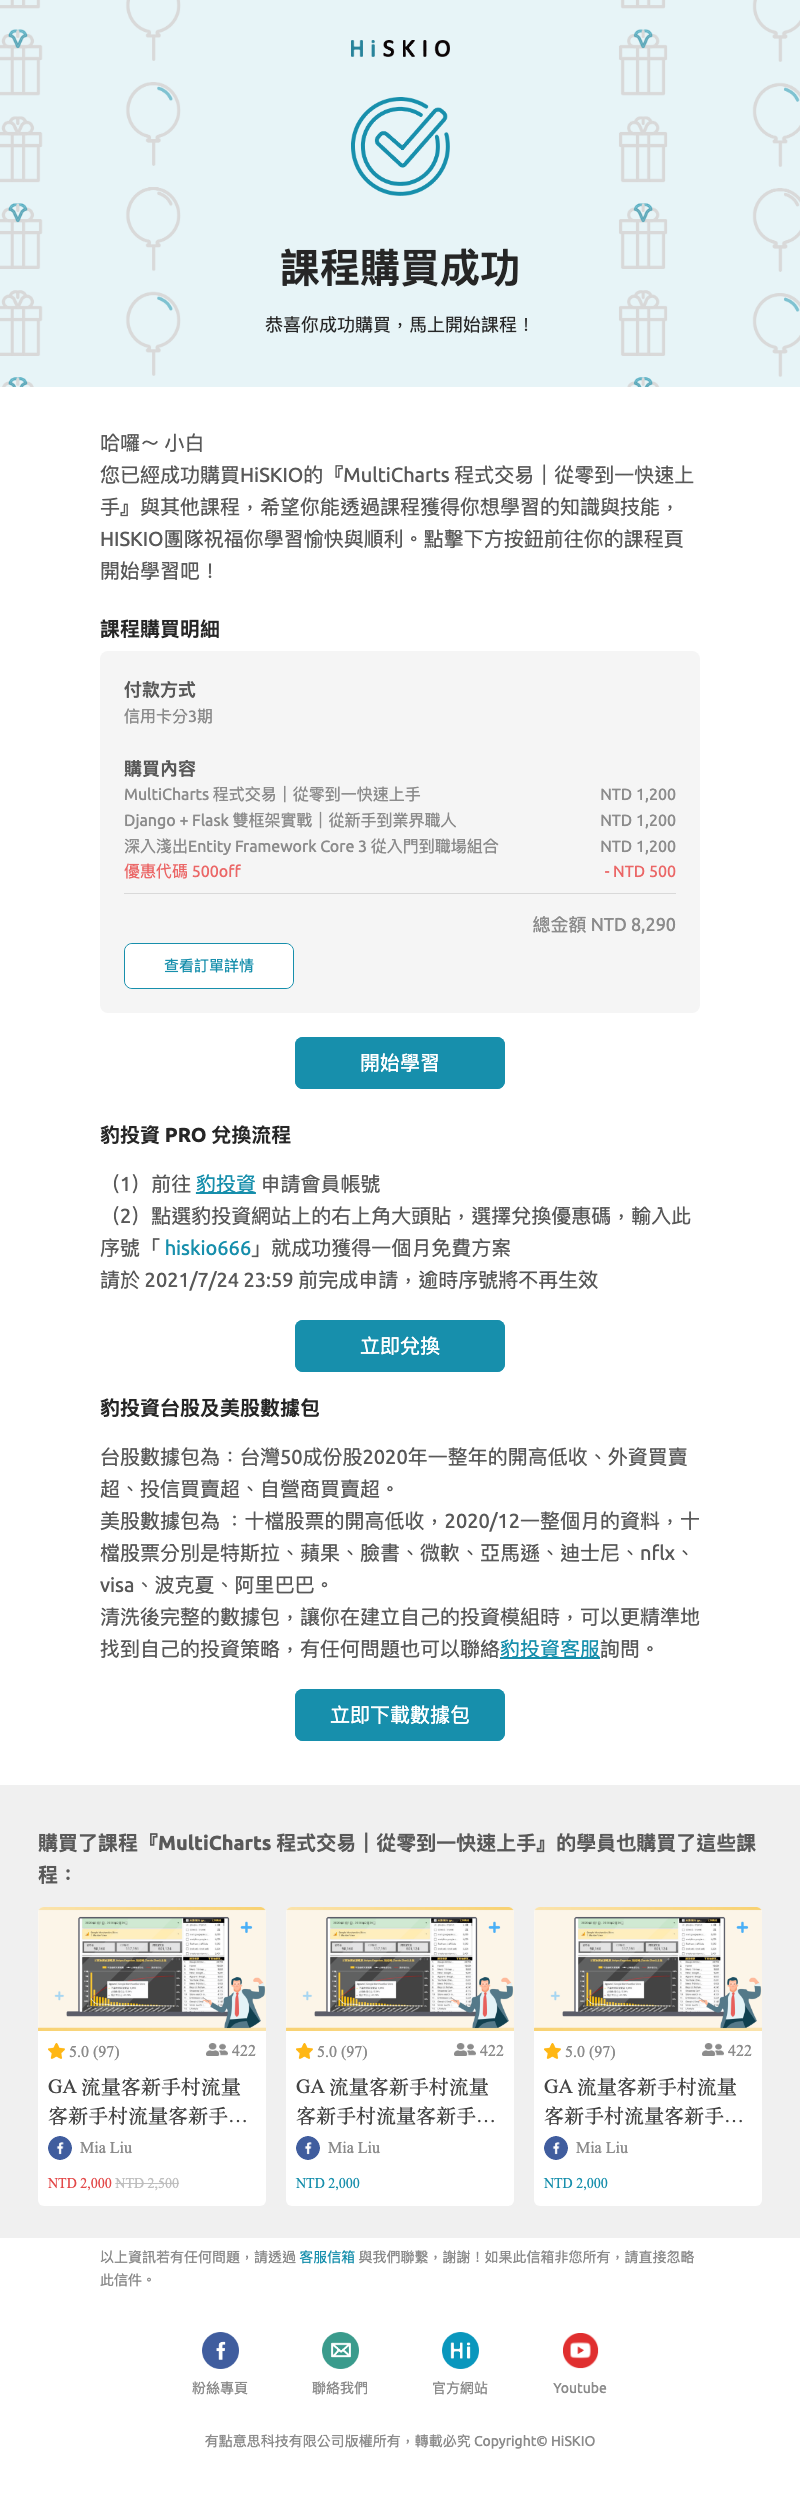 HiSKIO
課程購買成功
恭喜你成功購買，馬上開始課程！
哈囉～ 小白
您已經成功購買HiSKIO的『MultiCharts 程式交易｜從零到一快速上
手』與其他課程，希望你能透過課程獲得你想學習的知識與技能，
HISKIO團隊祝福你學習愉快與順利。點擊下方按鈕前往你的課程頁
開始學習吧！
課程購買明細
付款方式
信用卡分3期
購買內容
MultiCharts 程式交易｜從零到一快速上手 NTD 1,200
Django + Flask 雙框架實戰｜從新手到業界職人 NTD 1,200
深入淺出Entity Framework Core 3 從入門到職場組合 NTD 1,200
優惠代碼 500off - NTD 500
總金額 NTD 8,290
查看訂單詳情
開始學習
豹投資 PRO 兌換流程
（1）前往 豹投資 申請會員帳號
（2）點選豹投資網站上的右上角大頭貼，選擇兌換優惠碼，輸入此
序號「 hiskio666」就成功獲得一個月免費方案
請於 2021/7/24 23:59 前完成申請，逾時序號將不再生效
立即兌換
豹投資台股及美股數據包
台股數據包為：台灣50成份股2020年一整年的開高低收、外資買賣
超、投信買賣超、自營商買賣超。
美股數據包為 ：十檔股票的開高低收，2020/12一整個月的資料，十
檔股票分別是特斯拉、蘋果、臉書、微軟、亞馬遜、迪士尼、nflx、
visa、波克夏、阿里巴巴。
清洗後完整的數據包，讓你在建立自己的投資模組時，可以更精準地
找到自己的投資策略，有任何問題也可以聯絡豹投資客服詢問。
立即下載數據包
購買了課程『MultiCharts 程式交易｜從零到一快速上手』的學員也購買了這些課
程：
5.0 (97) 422
GA 流量客新手村流量
客新手村流量客新手...
Mia Liu
NTD 2,000 NTD 2,500
5.0 (97) 422
GA 流量客新手村流量
客新手村流量客新手...
Mia Liu
NTD 2,000
5.0 (97) 422
GA 流量客新手村流量
客新手村流量客新手...
Mia Liu
NTD 2,000
以上資訊若有任何問題，請透過 客服信箱 與我們聯繫，謝謝！如果此信箱非您所有，請直接忽略
此信件。
Hi
粉絲專頁 聯絡我們 官方網站 Youtube
有點意思科技有限公司版權所有，轉載必究 Copyright© HiSKIO